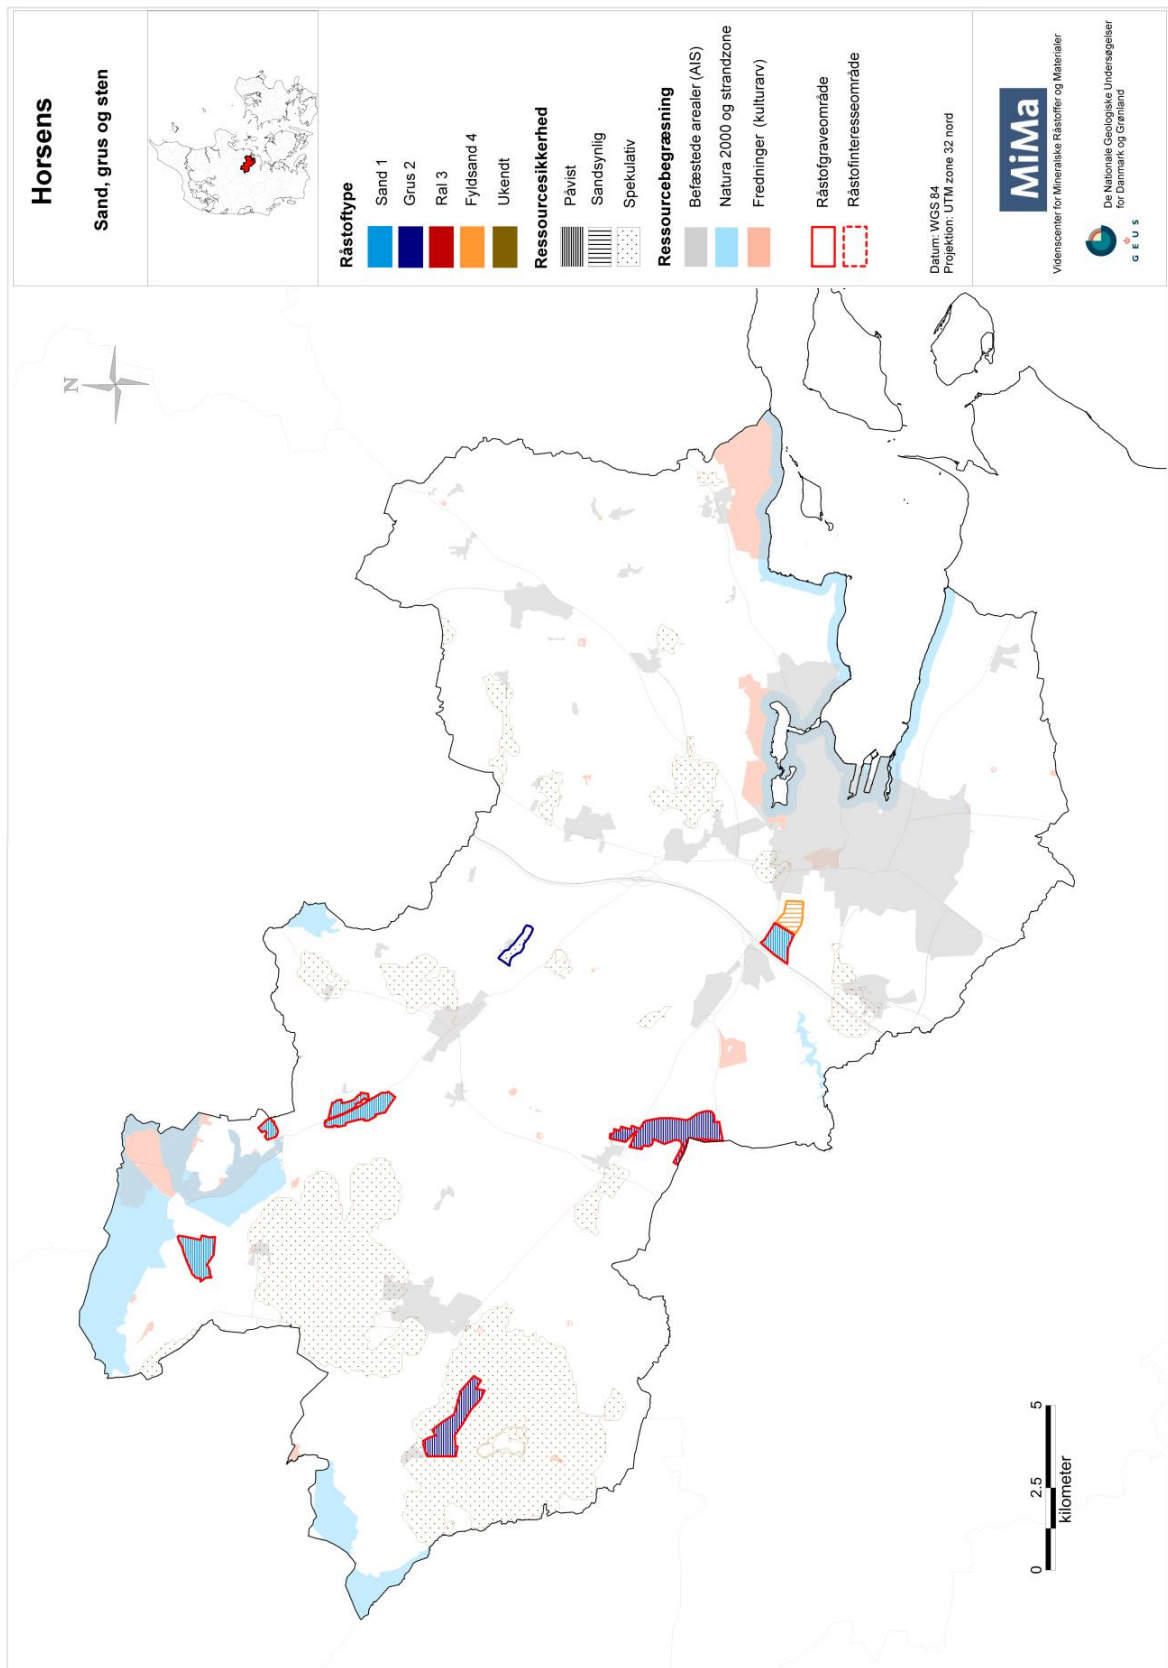 Horsens
Sand, grus og sten
Råstoftype
Sand 1
Grus 2
Ral 3
Fyldsand 4
Ukendt
Ressourcesikkerhed
Påvist
Sandsynlig
Spekulativ
Ressourcebegræsning
Befæstede arealer (AIS)
Natura 2000 og strandzone
Fredninger (kulturarv)
Råstofgraveområde
Råstofinteresseområde
Datum: WGS 84
Projektion: UTM zone 32 nord
MiMa
Videnscenter for Mineralske Råstoffer og Materialer
G E U S
De Nationale Geologiske Undersøgelser
for Danmark og Grønland
N
0 2.5 5
kilometer